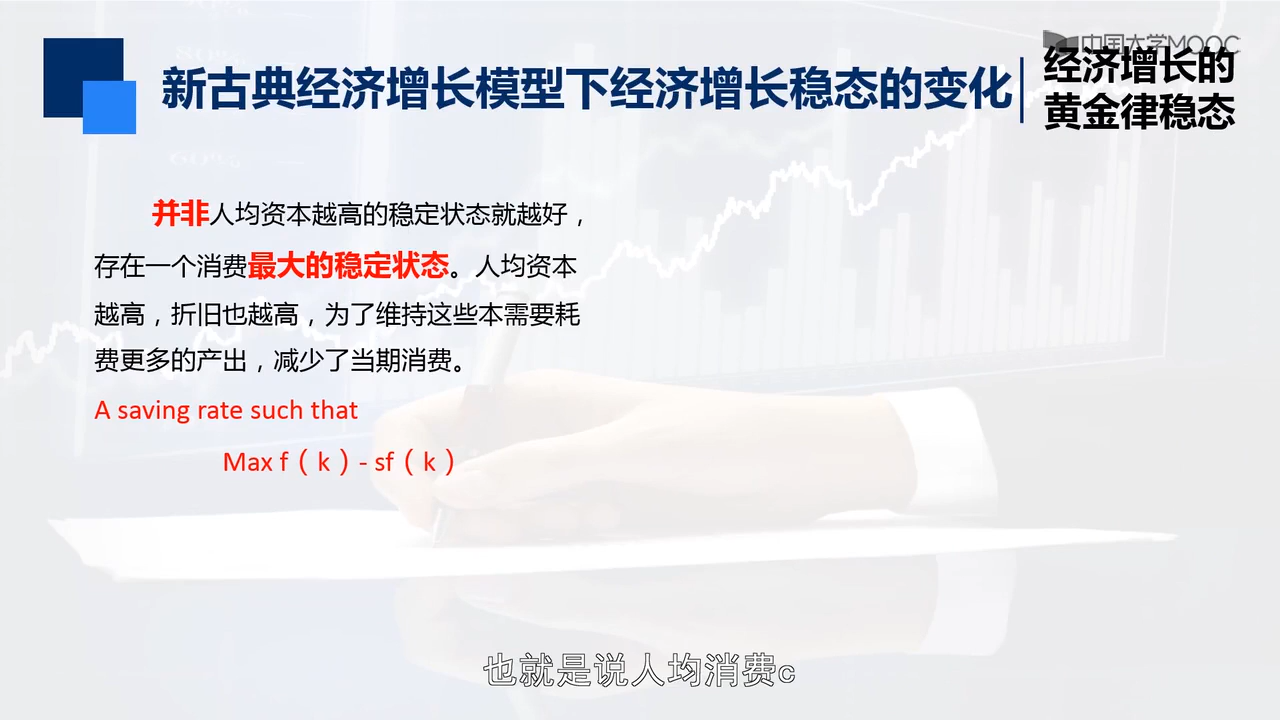 中国大学MOOC
新古典经济增长模型下经济增长稳态的变化
经济增长的
黄金律稳态
并非人均资本越高的稳定状态就越好，
存在一个消费最大的稳定状态。人均资本
越高，折旧也越高，为了维持这些本需要耗
费更多的产出，减少了当期消费。
A saving rate such that
Max f（k）- sf（k）
也就是说人均消费c